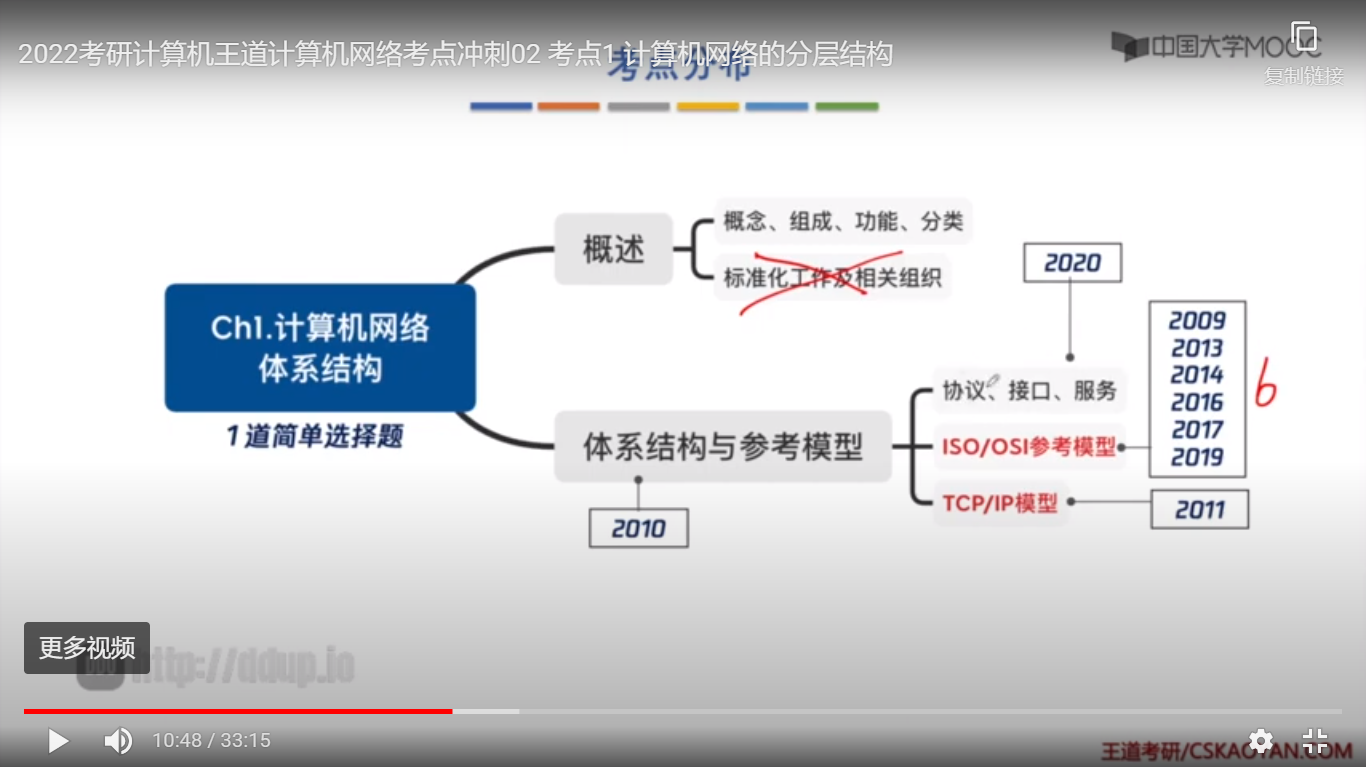 2022考研计算机王道计算机网络考点冲刺02 考点1 计算机网络的分层结构
考点分布
中国大学MOOC
复制链接
概述
概念、组成、功能、分类
标准化工作及相关组织
Ch1.计算机网络
体系结构
1道简单选择题
体系结构与参考模型
2010
2020
协议、接口、服务
ISO/OSI参考模型
TCP/IP模型
2009
2013
2014
2016
2017
2019
6
2011
更多视频
http://ddup.io
10:48 / 33:15
王道考研/CSKAOYAN.COM